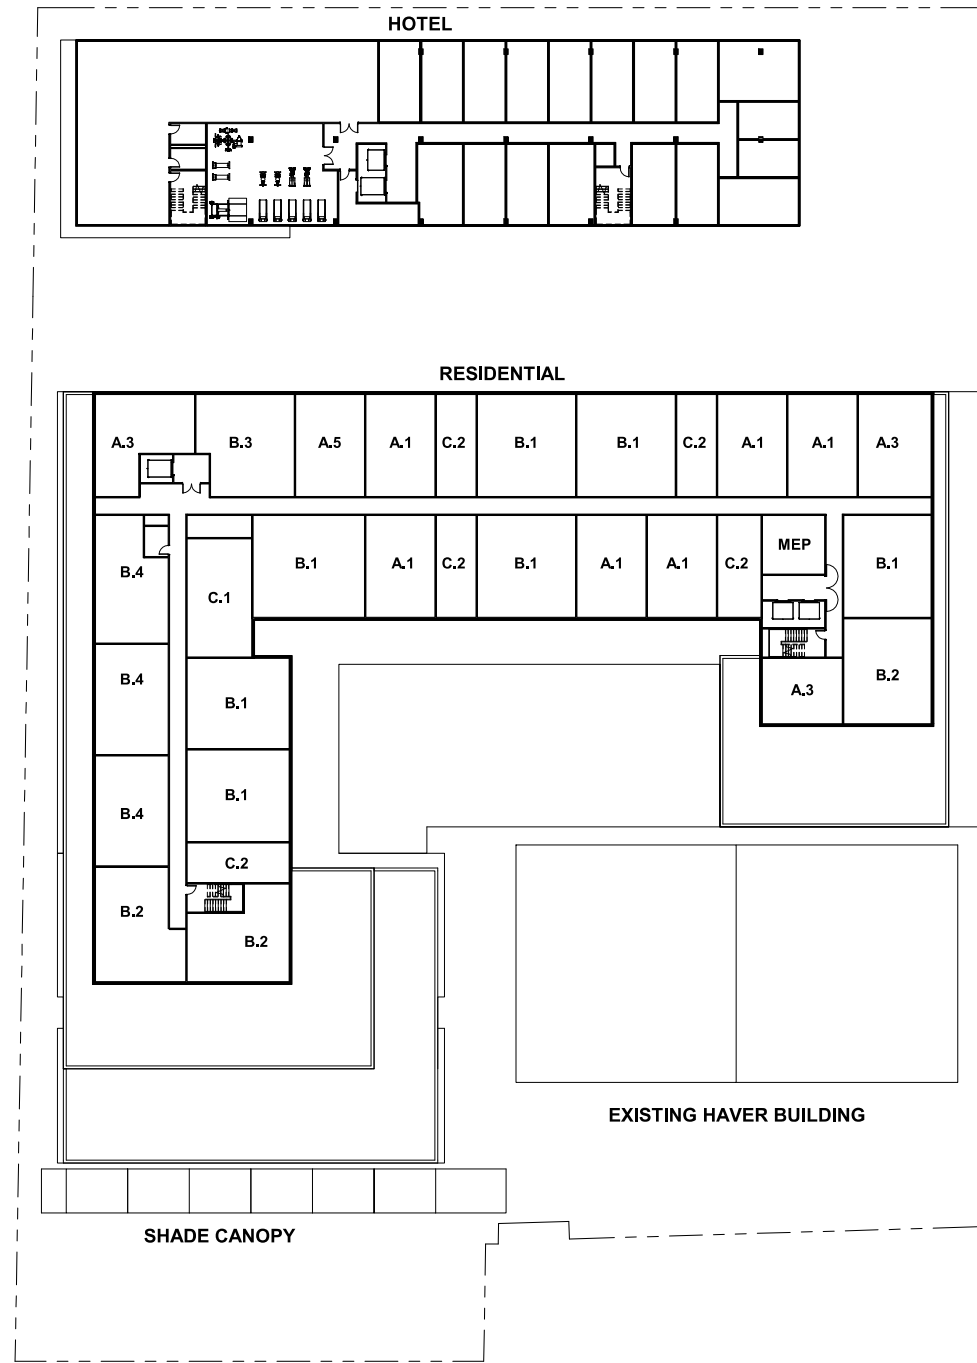 HOTEL
RESIDENTIAL
A.3 B.3 A.5 A.1 C.2 B.1 B.1 C.2 A.1 A.1 A.3
B.4 C.1 B.1 A.1 C.2 B.1 A.1 A.1 C.2 MEP B.1
B.4 B.1 A.3 B.2
B.4 B.1
C.2
B.2 B.2
EXISTING HAVER BUILDING
SHADE CANOPY